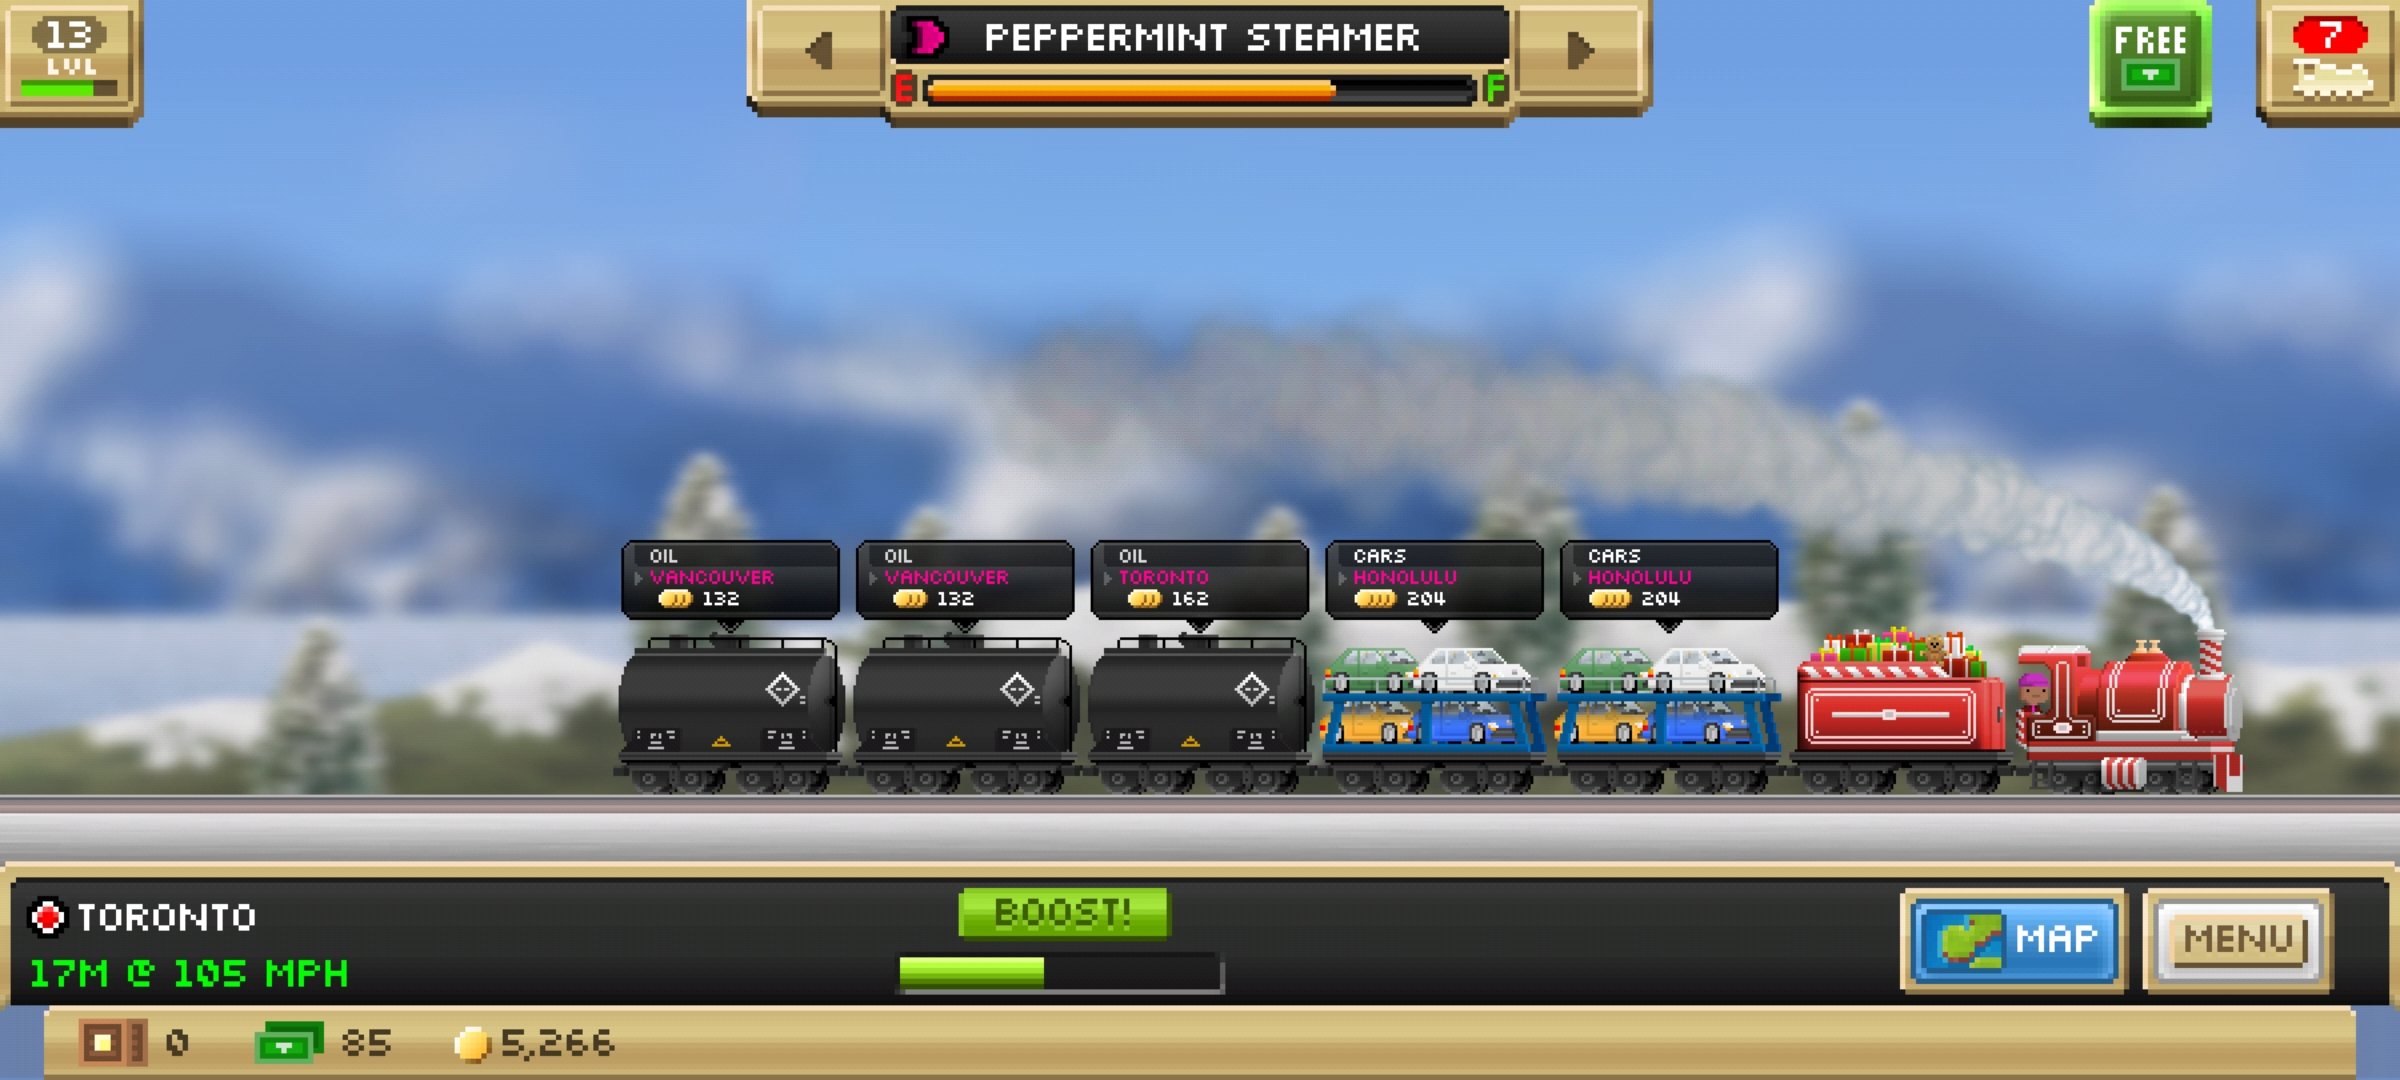 13
LVL
PEPPERMINT STEAMER
E F
FREE
7
OIL
VANCOUVER
132
OIL
VANCOUVER
132
OIL
TORONTO
162
CARS
HONOLULU
204
CARS
HONOLULU
204
TORONTO
17M @ 105 MPH
BOOST!
MAP
MENU
0
85
5,266